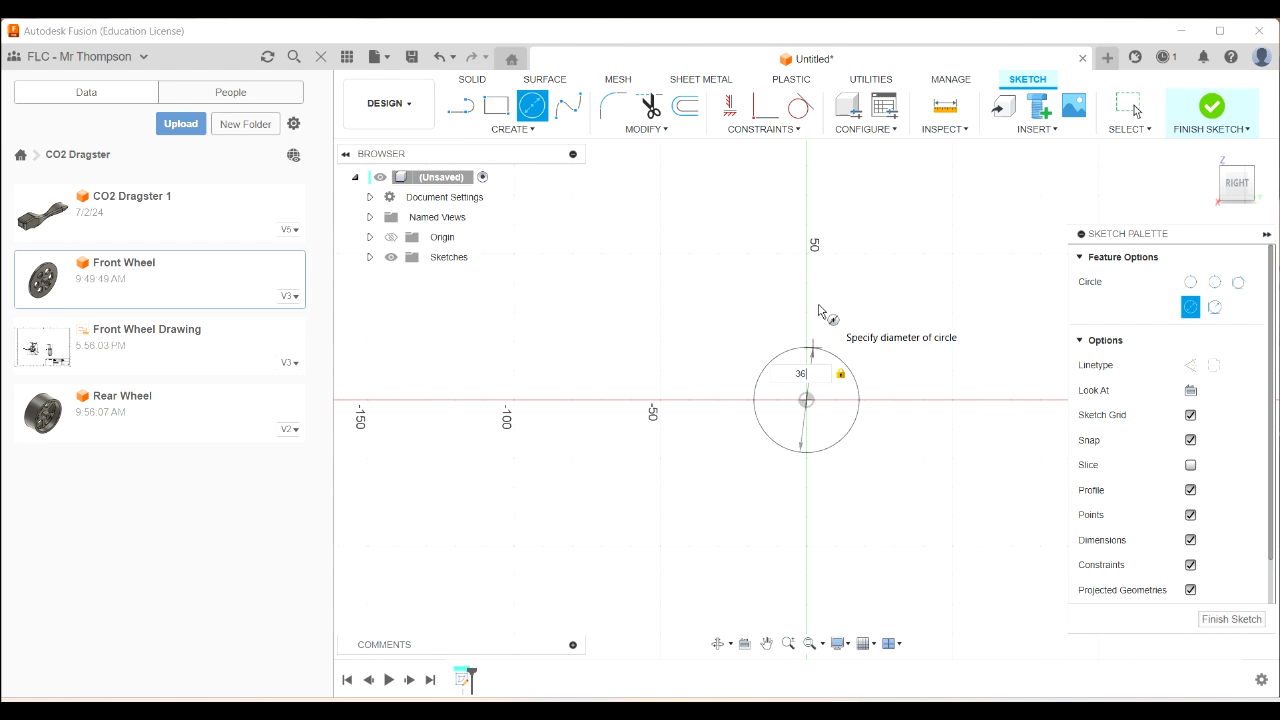 Autodesk Fusion (Education License)
FLC - Mr Thompson
Untitled*
1
Data
People
Upload
New Folder
CO2 Dragster
CO2 Dragster 1
7/2/24
V5
Front Wheel
9:49:49 AM
V3
Front Wheel Drawing
5:56:03 PM
V3
Rear Wheel
9:56:07 AM
V2
DESIGN
SOLID
SURFACE
MESH
SHEET METAL
PLASTIC
UTILITIES
MANAGE
SKETCH
CREATE
MODIFY
CONSTRAINTS
CONFIGURE
INSPECT
INSERT
SELECT
FINISH SKETCH
BROWSER
(Unsaved)
Document Settings
Named Views
Origin
Sketches
Z
RIGHT
X
Y
50
Specify diameter of circle
36
-150
-100
-50
SKETCH PALETTE
Feature Options
Circle
Options
Linetype
Look At
Sketch Grid
Snap
Slice
Profile
Points
Dimensions
Constraints
Projected Geometries
Finish Sketch
COMMENTS